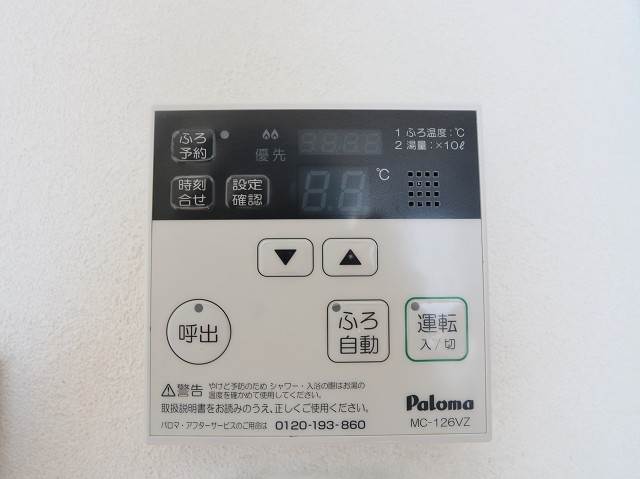 ふろ
予約
優先
1 ふろ温度:℃
2 湯量:×10ℓ
時刻
合せ
設定
確認
88
℃
▼
▲
呼出
ふろ
自動
運転
入/切
⚠警告 やけど予防のため シャワー・入浴の際はお湯の
温度を確かめて使用してください。
取扱説明書をお読みのうえ、正しくご使用ください。
パロマ・アフターサービスのご用命は 0120-193-860
Paloma
MC-126VZ